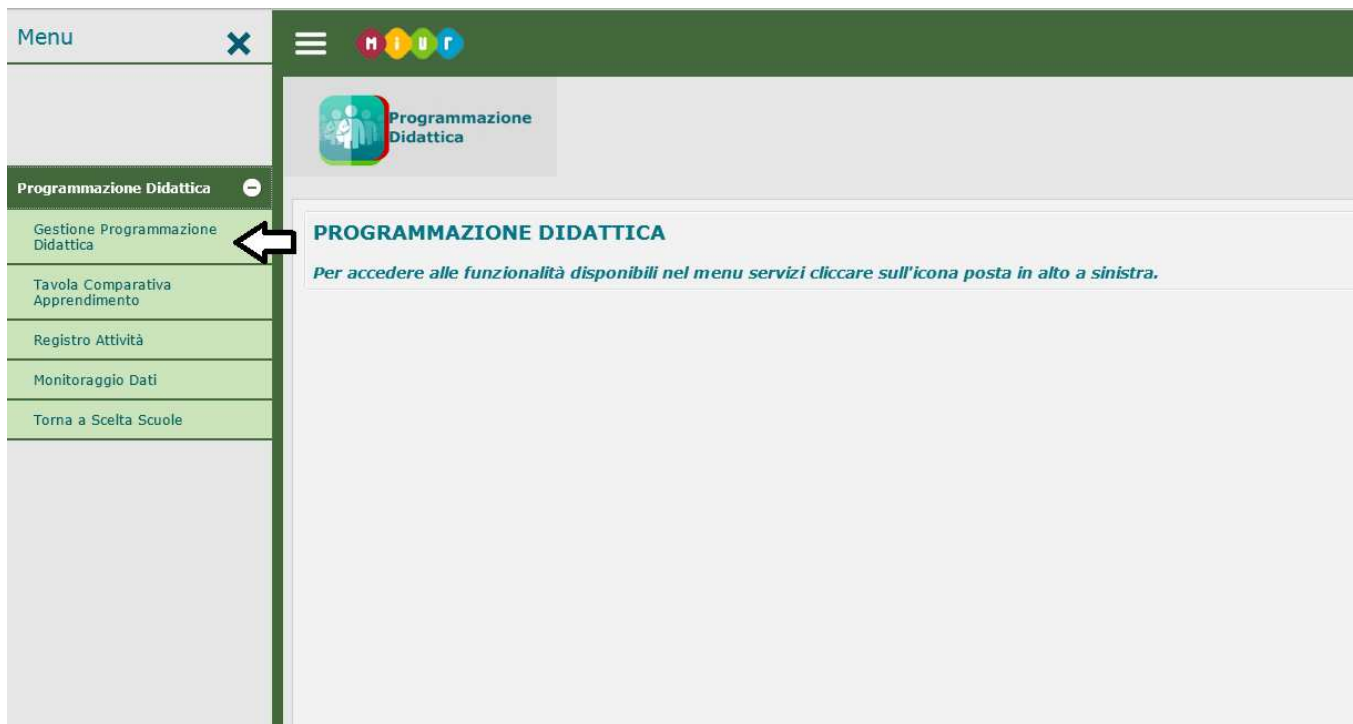 Menu
MIUR
Programmazione
Didattica
Programmazione Didattica
Gestione Programmazione
Didattica
Tavola Comparativa
Apprendimento
Registro Attività
Monitoraggio Dati
Torna a Scelta Scuole
PROGRAMMAZIONE DIDATTICA
Per accedere alle funzionalità disponibili nel menu servizi cliccare sull'icona posta in alto a sinistra.